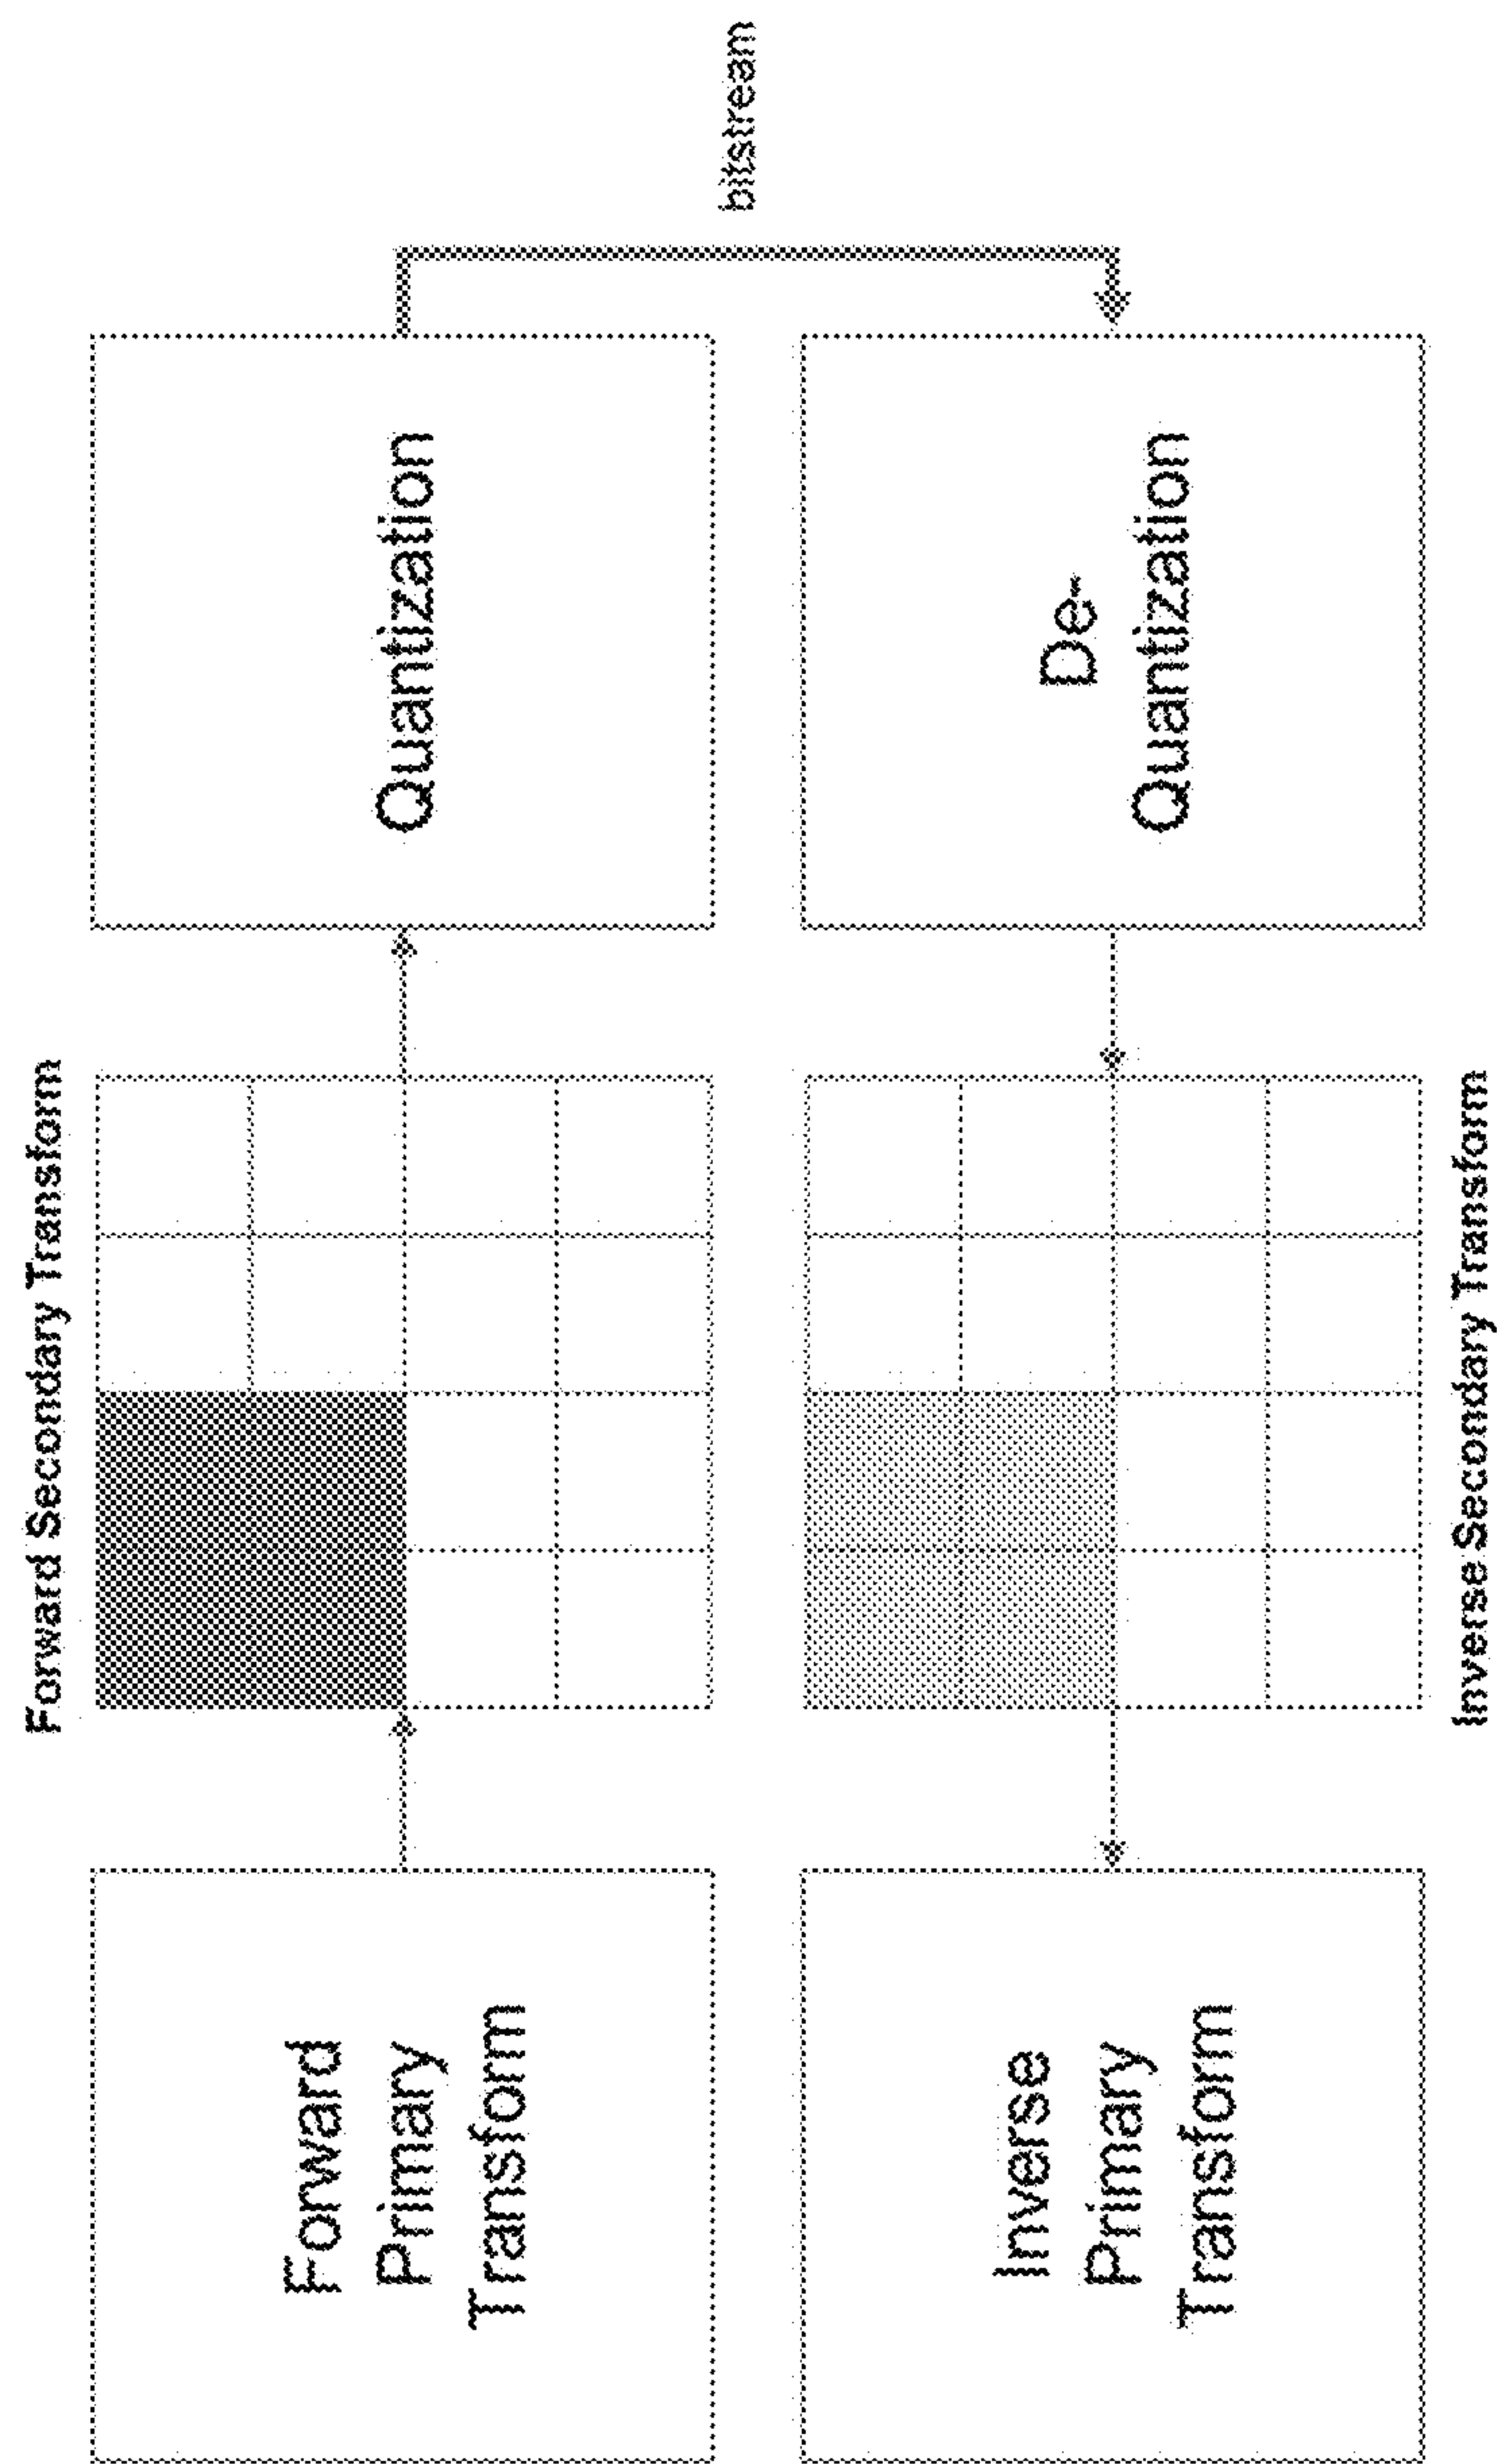 Forward Secondary Transform
Forward
Primary
Transform
Quantization
bitstream
Inverse
Primary
Transform
De-
Quantization
Inverse Secondary Transform